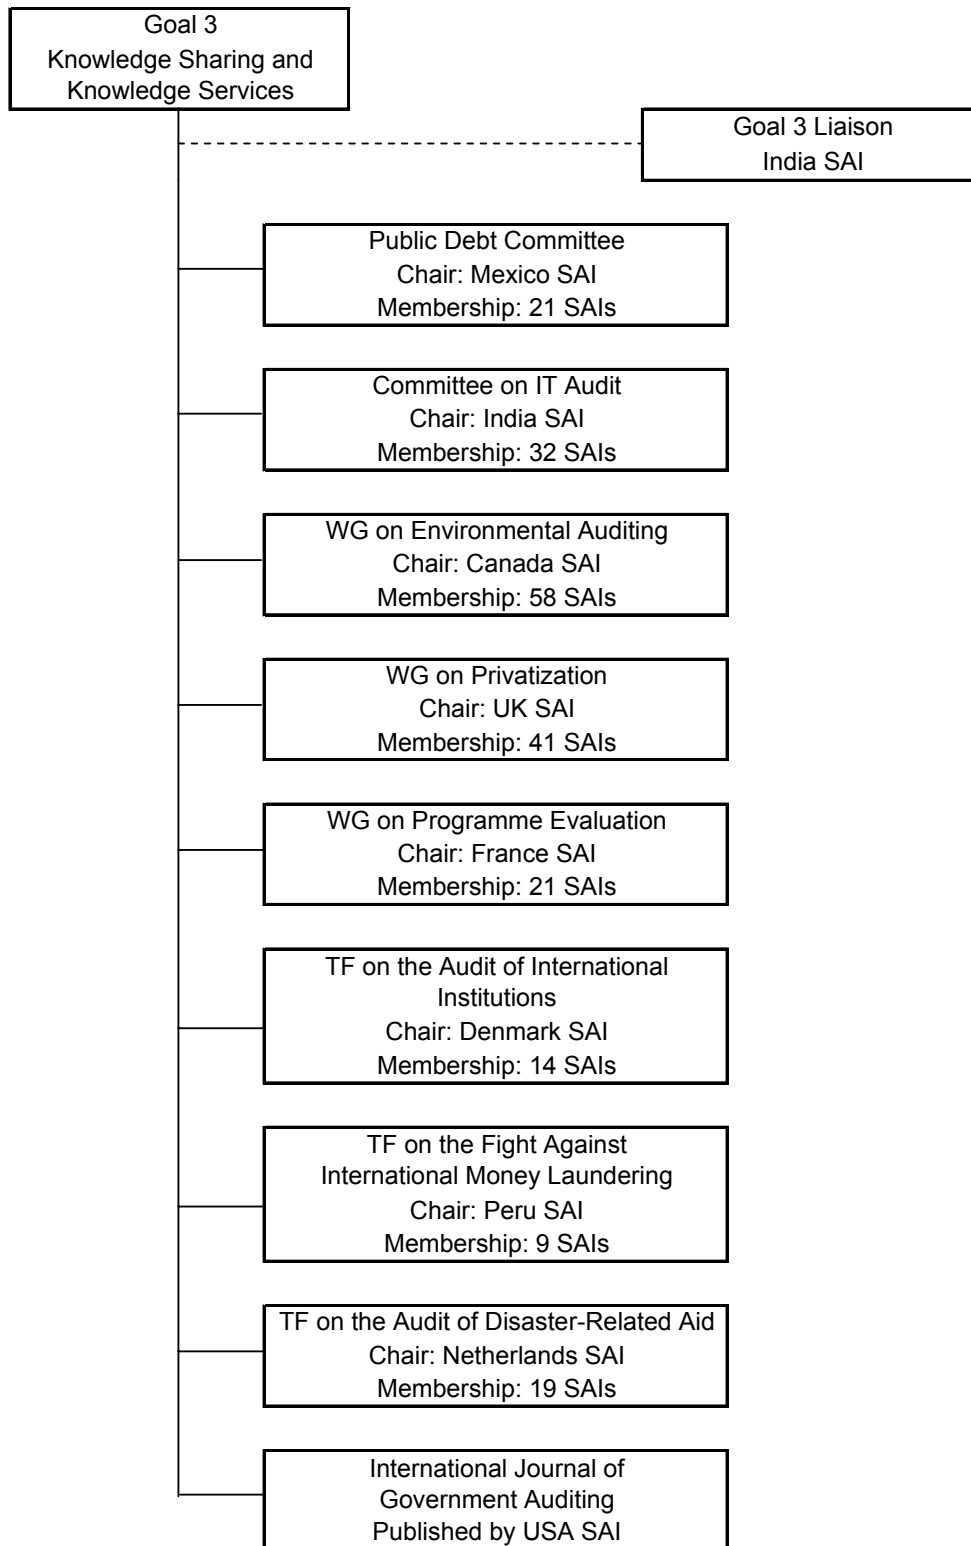 Goal 3
Knowledge Sharing and
Knowledge Services
Goal 3 Liaison
India SAI
Public Debt Committee
Chair: Mexico SAI
Membership: 21 SAIs
Committee on IT Audit
Chair: India SAI
Membership: 32 SAIs
WG on Environmental Auditing
Chair: Canada SAI
Membership: 58 SAIs
WG on Privatization
Chair: UK SAI
Membership: 41 SAIs
WG on Programme Evaluation
Chair: France SAI
Membership: 21 SAIs
TF on the Audit of International
Institutions
Chair: Denmark SAI
Membership: 14 SAIs
TF on the Fight Against
International Money Laundering
Chair: Peru SAI
Membership: 9 SAIs
TF on the Audit of Disaster-Related Aid
Chair: Netherlands SAI
Membership: 19 SAIs
International Journal of
Government Auditing
Published by USA SAI